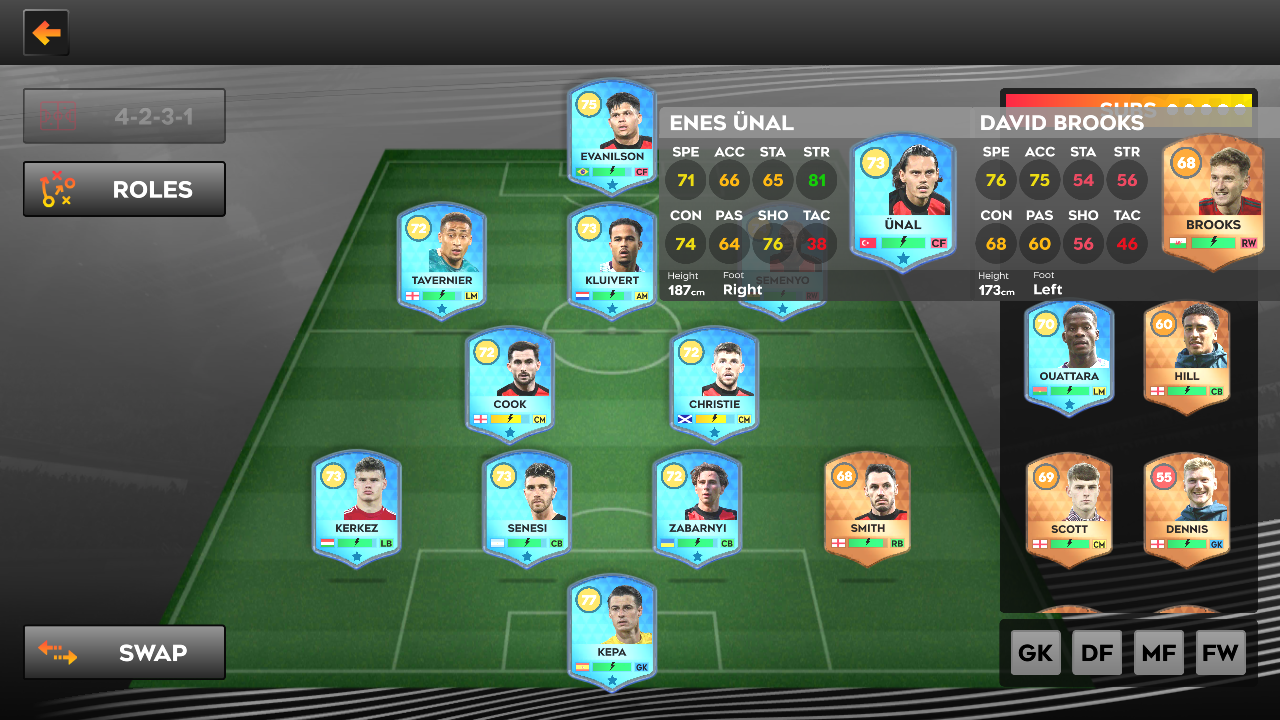 4-2-3-1
ROLES
SWAP
75
EVANILSON
CF
72
TAVERNIER
LM
73
KLUIVERT
AM
SEMENYO
RW
72
COOK
CM
72
CHRISTIE
CM
73
KERKEZ
LB
73
SENESI
CB
72
ZABARNYI
CB
68
SMITH
RB
77
KEPA
GK
ENES ÜNAL
SPE ACC STA STR
71 66 65 81
CON PAS SHO TAC
74 64 76 38
Height Foot
187cm Right
73
ÜNAL
CF
SUBS
DAVID BROOKS
SPE ACC STA STR
76 75 54 56
CON PAS SHO TAC
68 60 56 46
Height Foot
173cm Left
68
BROOKS
RW
70
OUATTARA
LM
60
HILL
CB
69
SCOTT
CM
55
DENNIS
GK
GK DF MF FW